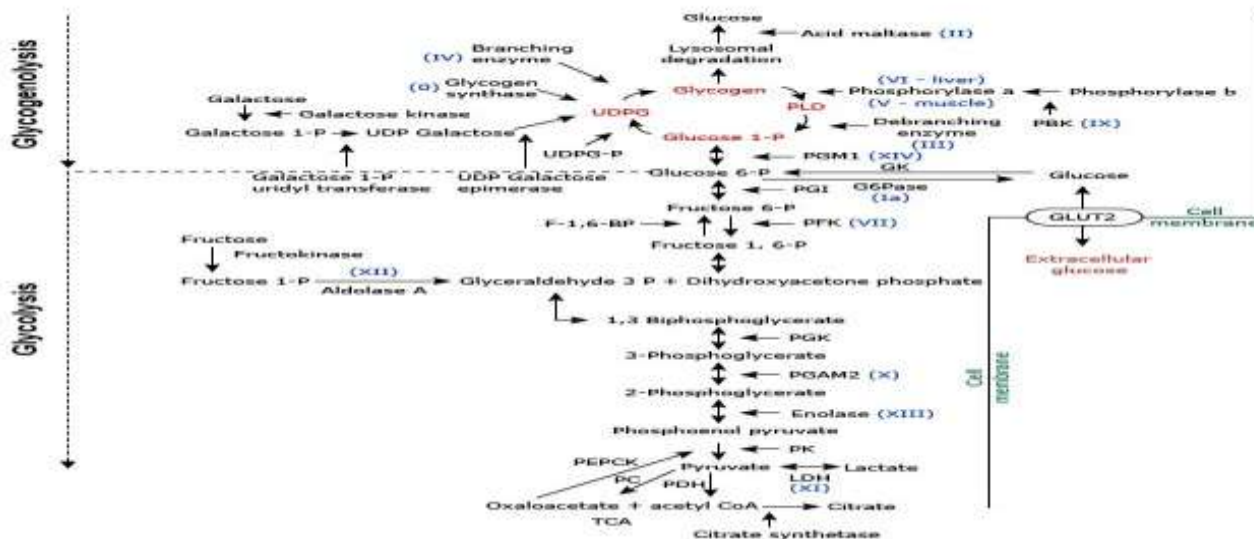 Glycogenolysis
Glycolysis
Glucose
Acid maltase (II)
Lysosomal
degradation
(IV) Branching
enzyme
(0) Glycogen
synthase
Glycogen
UDPG
PLD
Glucose 1-P
(VI - liver)
Phosphorylase a
(V - muscle)
Phosphorylase b
PBK (IX)
Debranching
enzyme
(III)
Galactose
Galactose kinase
Galactose 1-P
UDP Galactose
UDPG-P
PGM1 (XIV)
Galactose 1-P
uridyl transferase
UDP Galactose
epimerase
Glucose 6-P
GK
G6Pase
(Ia)
Glucose
PGI
Fructose 6-P
F-1,6-BP
PFK (VII)
GLUT2
Cell
membrane
Extracellular
glucose
Fructose 1, 6-P
Fructose
Fructokinase
Fructose 1-P
(XII)
Aldolase A
Glyceraldehyde 3 P + Dihydroxyacetone phosphate
1,3 Biphosphoglycerate
PGK
3-Phosphoglycerate
PGAM2 (X)
2-Phosphoglycerate
Enolase (XIII)
Phosphoenol pyruvate
PK
Cell
membrane
PEPCK
PC
Pyruvate
PDH
LDH
(XI)
Lactate
Oxaloacetate + acetyl CoA
Citrate
TCA
Citrate synthetase